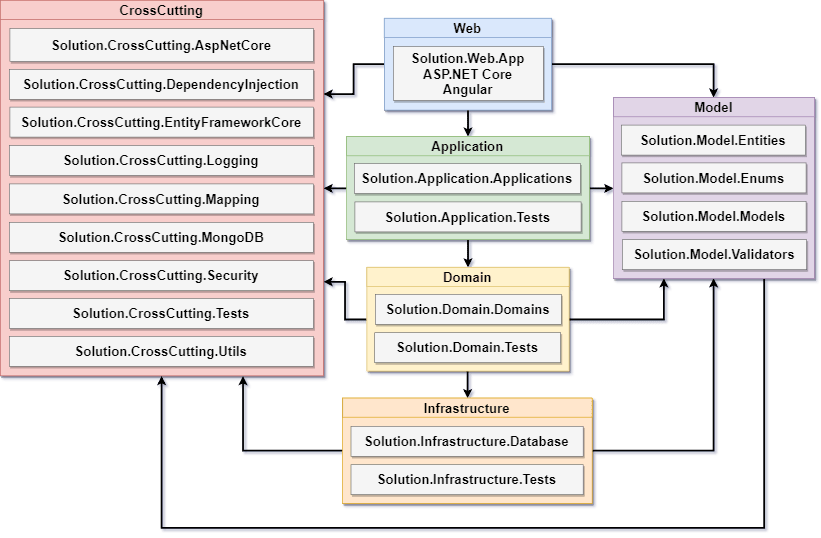 CrossCutting
Solution.CrossCutting.AspNetCore
Solution.CrossCutting.DependencyInjection
Solution.CrossCutting.EntityFrameworkCore
Solution.CrossCutting.Logging
Solution.CrossCutting.Mapping
Solution.CrossCutting.MongoDB
Solution.CrossCutting.Security
Solution.CrossCutting.Tests
Solution.CrossCutting.Utils
Web
Solution.Web.App
ASP.NET Core
Angular
Application
Solution.Application.Applications
Solution.Application.Tests
Domain
Solution.Domain.Domains
Solution.Domain.Tests
Infrastructure
Solution.Infrastructure.Database
Solution.Infrastructure.Tests
Model
Solution.Model.Entities
Solution.Model.Enums
Solution.Model.Models
Solution.Model.Validators